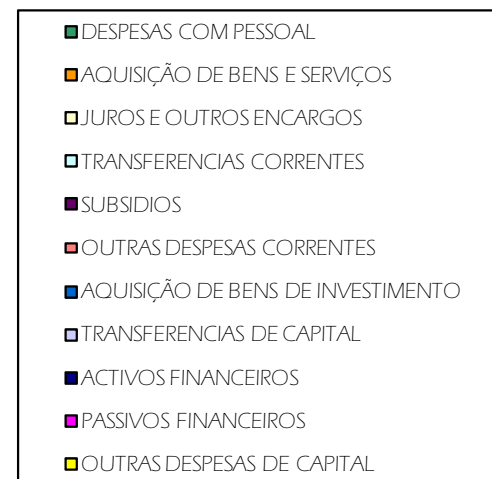 DESPESAS COM PESSOAL
AQUISIÇÃO DE BENS E SERVIÇOS
JUROS E OUTROS ENCARGOS
TRANSFERENCIAS CORRENTES
SUBSIDIOS
OUTRAS DESPESAS CORRENTES
AQUISIÇÃO DE BENS DE INVESTIMENTO
TRANSFERENCIAS DE CAPITAL
ACTIVOS FINANCEIROS
PASSIVOS FINANCEIROS
OUTRAS DESPESAS DE CAPITAL